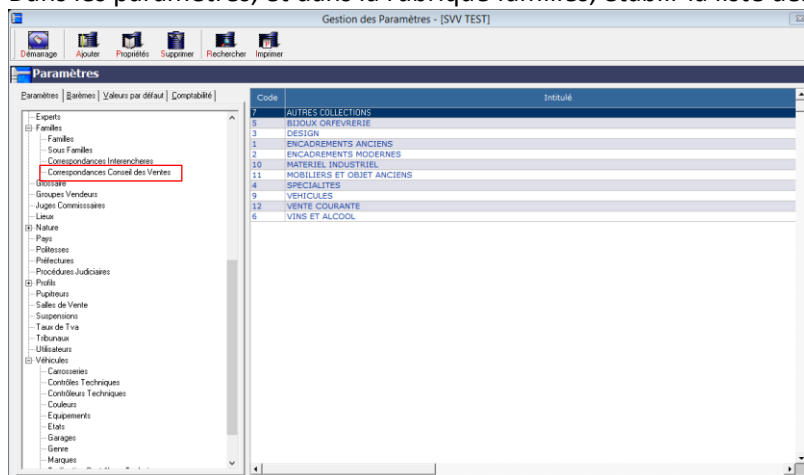 Dans les paramètres, et dans la rubrique familles, établir la liste des
Gestion des Paramètres - [SVV TEST]
Démarrage Ajouter Propriétés Supprimer Rechercher Imprimer
Paramètres
Paramètres Barèmes Valeurs par défaut Comptabilité
Code Intitulé
7 AUTRES COLLECTIONS
5 BIJOUX ORFEVRERIE
3 DESIGN
1 ENCADREMENTS ANCIENS
2 ENCADREMENTS MODERNES
10 MATERIEL INDUSTRIEL
11 MOBILIERS ET OBJET ANCIENS
4 SPECIALITES
9 VEHICULES
12 VENTE COURANTE
6 VINS ET ALCOOL
Experts
Familles
Familles
Sous Familles
Correspondances Interencheres
Correspondances Conseil des Ventes
Glossaire
Groupes Vendeurs
Juges Commisssaires
Lieux
Nature
Pays
Politesses
Préfectures
Procédures Judiciaires
Profils
Pupitreurs
Salles de Vente
Suspensions
Taux de Tva
Tribunaux
Utilisateurs
Véhicules
Carrosseries
Contrôles Techniques
Contrôleurs Techniques
Couleurs
Equipements
Etats
Garages
Genre
Marques